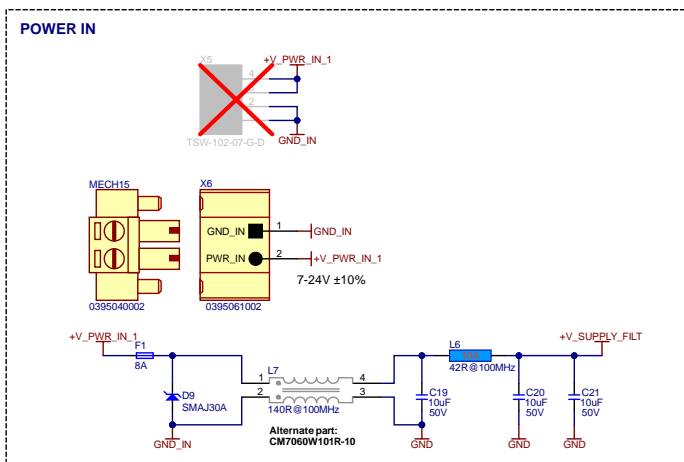 POWER IN
X5
+V_PWR_IN_1
4
3
2
1
TSW-102-07-G-D
GND_IN
MECH15
X6
GND_IN
1
GND_IN
PWR_IN
2
+V_PWR_IN_1
7-24V ±10%
0395040002
0395061002
+V_PWR_IN_1
F1
8A
D9
SMAJ30A
GND_IN
L7
1
4
2
3
140R@100MHz
Alternate part:
CM7060W101R-10
L6
10A
42R@100MHz
+V_SUPPLY_FILT
C19
10uF
50V
C20
10uF
50V
C21
10uF
50V
GND
GND
GND